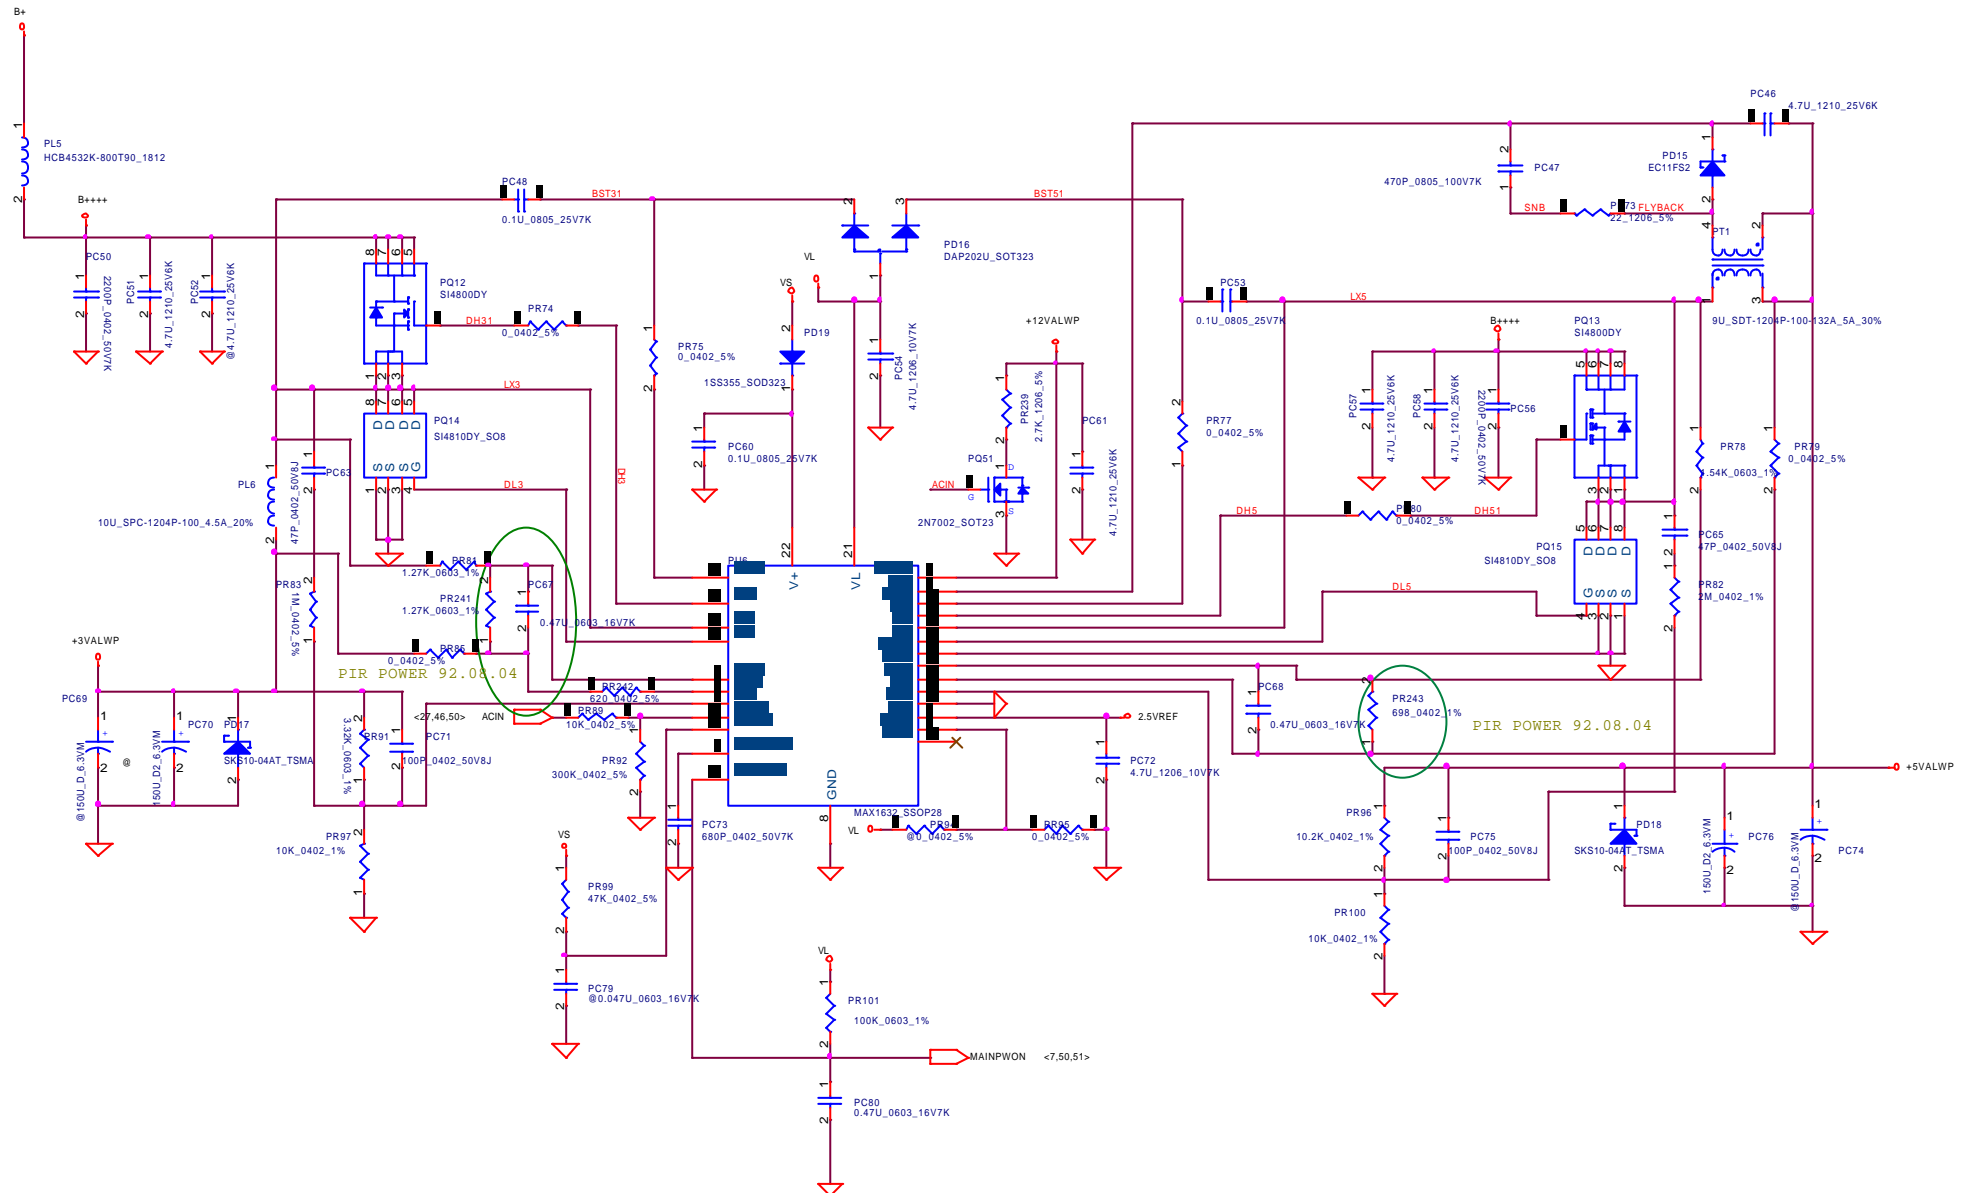 B+
PL5
HCB4532K-800T90_1812
B++++
PC50
2200P_0402_50V7K
PC51
4.7U_1210_25V6K
PC52
@4.7U_1210_25V6K
PC48
0.1U_0805_25V7K
BST31
BST51
PQ12
SI4800DY
DH31
PR74
0_0402_5%
LX3
PQ14
SI4810DY_SO8
D D D D
S S S G
DL3
PL6
10U_SPC-1204P-100_4.5A_20%
PC63
47P_0402_50V8J
PR75
0_0402_5%
DH3
VS
VL
PD16
DAP202U_SOT323
PD19
1SS355_SOD323
PC54
4.7U_1206_10V7K
PC60
0.1U_0805_25V7K
+12VALWP
PR239
2.7K_1206_5%
PC61
4.7U_1210_25V6K
ACIN
PQ51
D
G
S
2N7002_SOT23
PC53
0.1U_0805_25V7K
PR77
0_0402_5%
LX5
PC46
4.7U_1210_25V6K
PC47
470P_0805_100V7K
PD15
EC11FS2
SNB
FLYBACK
22_1206_5%
PT1
9U_SDT-1204P-100-132A_5A_30%
B++++
PQ13
SI4800DY
PC57
4.7U_1210_25V6K
PC58
4.7U_1210_25V6K
PC56
2200P_0402_50V7K
PR78
PR79
0_0402_5%
DH5
0_0402_5%
DH51
PQ15
SI4810DY_SO8
D D D D
G S S S
DL5
PC65
47P_0402_50V8J
PR82
2M_0402_1%
PR81
1.27K_0603_1%
PR241
1.27K_0603_1%
PC67
0.47U_0603_16V7K
PR83
1M_0402_5%
0_0402_5%
PIR POWER 92.08.04
PR242
620_0402_5%
<27,46,50>
ACIN
PR89
10K_0402_5%
PR92
300K_0402_5%
+3VALWP
PC69
@150U_D_6.3VM
@
PC70
150U_D2_6.3VM
PD17
SKS10-04AT_TSMA
PR91
3.32K_0603_1%
PC71
100P_0402_50V8J
PR97
10K_0402_1%
PU6
V+
22
VL
21
GND
8
MAX1632_SSOP28
PC73
680P_0402_50V7K
VS
PR99
47K_0402_5%
PC79
@0.047U_0603_16V7K
VL
PR101
100K_0603_1%
MAINPWON
<7,50,51>
PC80
0.47U_0603_16V7K
VL
@0_0402_5%
PR95
0_0402_5%
2.5VREF
PC72
4.7U_1206_10V7K
PC68
0.47U_0603_16V7K
PR243
698_0402_1%
PIR POWER 92.08.04
+5VALWP
PR96
10.2K_0402_1%
PC75
100P_0402_50V8J
PR100
10K_0402_1%
PD18
SKS10-04AT_TSMA
PC76
150U_D2_6.3VM
PC74
@150U_D_6.3VM